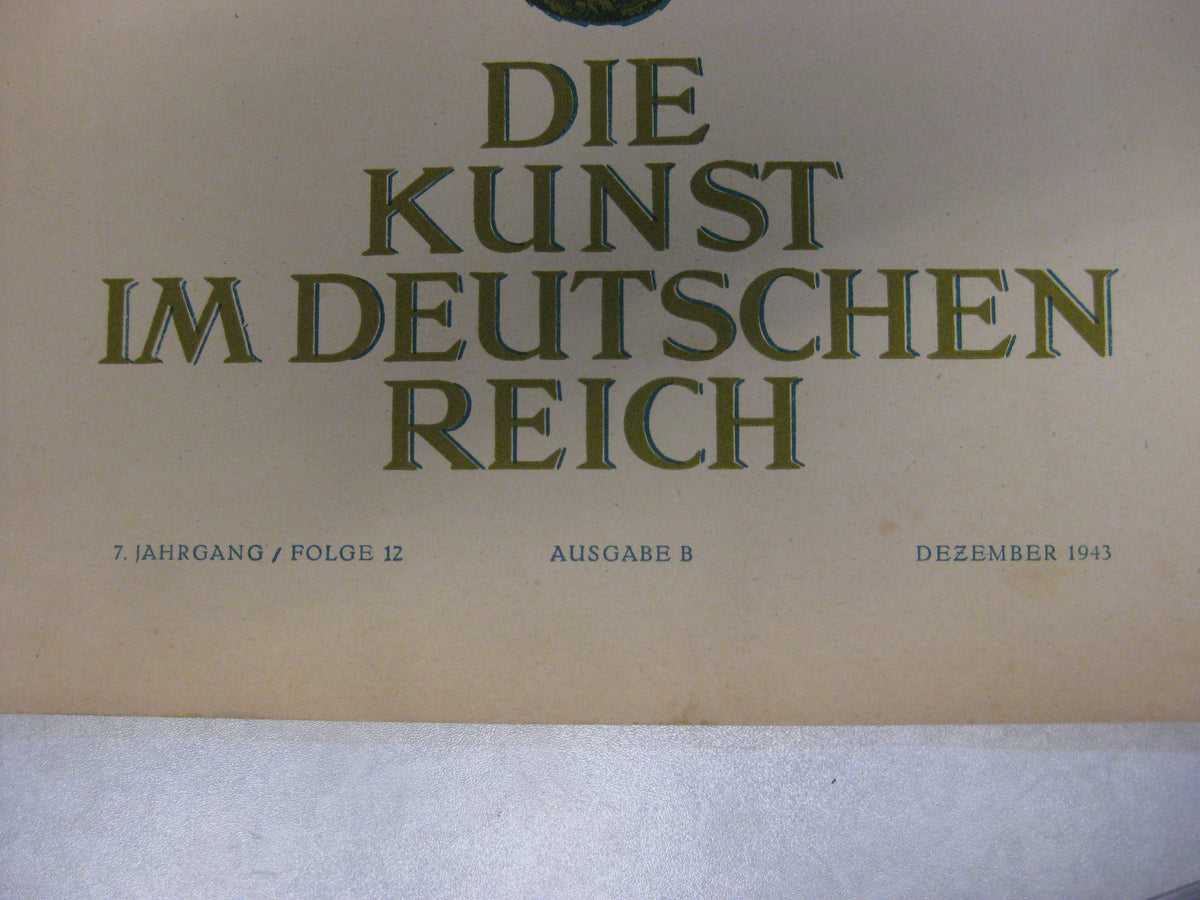 DIE
KUNST
IM DEUTSCHEN
REICH
7. JAHRGANG / FOLGE 12 AUSGABE B DEZEMBER 1943